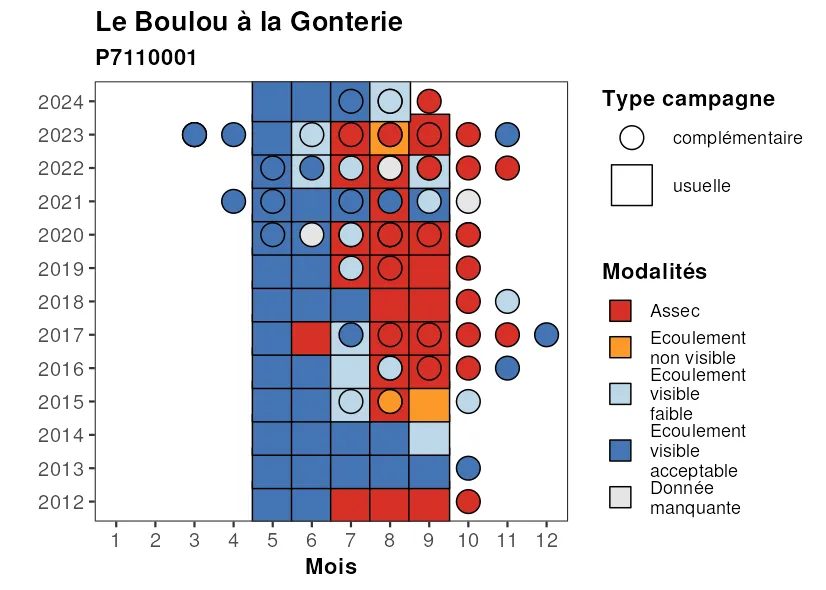 Le Boulou à la Gonterie
P7110001
2024
2023
2022
2021
2020
2019
2018
2017
2016
2015
2014
2013
2012
1 2 3 4 5 6 7 8 9 10 11 12
Mois
Type campagne
complémentaire
usuelle
Modalités
Assec
Ecoulement
non visible
Ecoulement
visible
faible
Ecoulement
visible
acceptable
Donnée
manquante